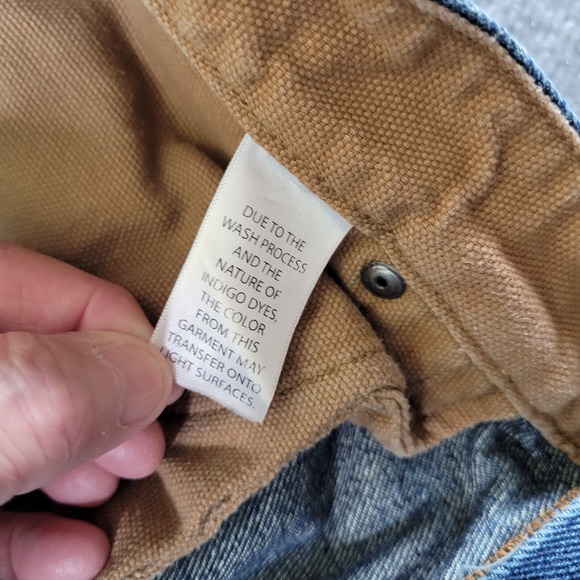 DUE TO THE
WASH PROCESS
AND THE
NATURE OF
INDIGO DYES,
THE COLOR
FROM THIS
GARMENT MAY
TRANSFER ONTO
LIGHT SURFACES.